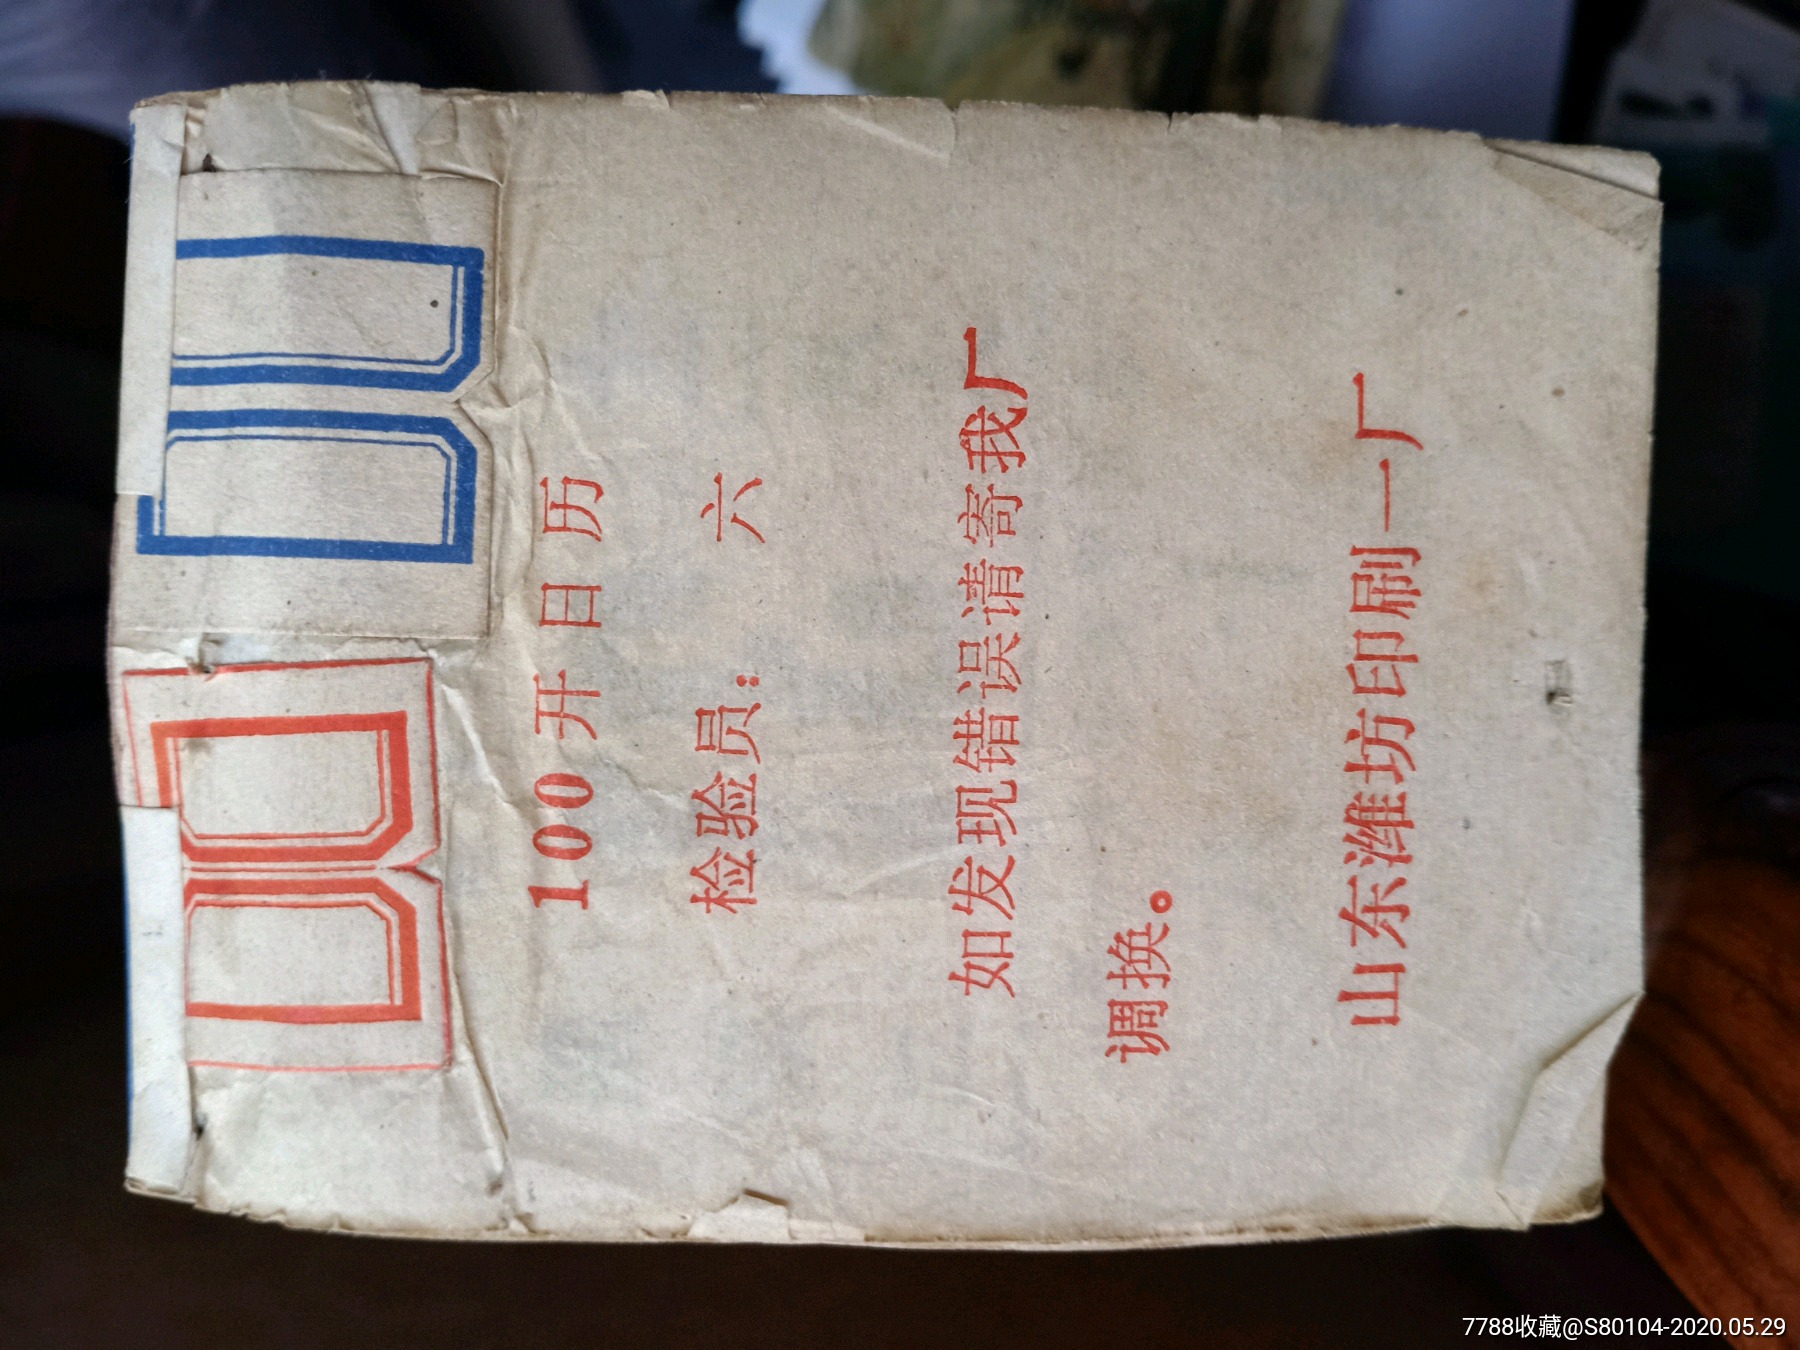 100开日历
检验员：六
如发现错误请寄我厂
调换。
山东潍坊印刷一厂
7788收藏@S80104-2020.05.29